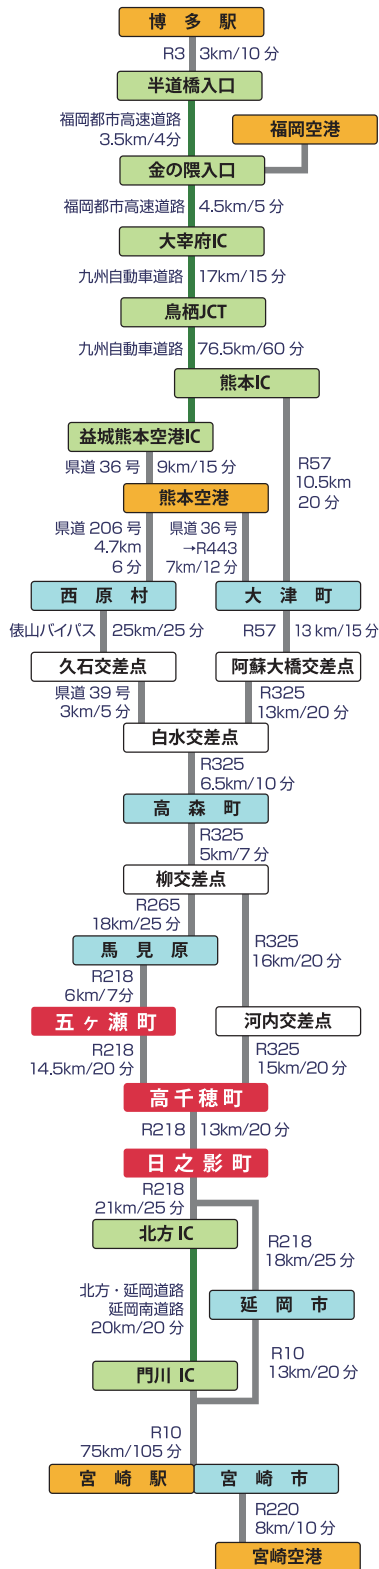 博多駅
R3 3km/10分
半道橋入口
福岡都市高速道路
3.5km/4分
福岡空港
金の隈入口
福岡都市高速道路 4.5km/5分
大宰府IC
九州自動車道路 17km/15分
鳥栖JCT
九州自動車道路 76.5km/60分
熊本IC
益城熊本空港IC
県道36号 9km/15分
R57
10.5km
20分
熊本空港
県道206号
4.7km
6分
県道36号
→R443
7km/12分
西原村
大津町
俵山バイパス 25km/25分
R57 13km/15分
久石交差点
阿蘇大橋交差点
県道39号
3km/5分
R325
13km/20分
白水交差点
R325
6.5km/10分
高森町
R325
5km/7分
柳交差点
R265
18km/25分
馬見原
R325
16km/20分
R218
6km/7分
五ヶ瀬町
河内交差点
R218
14.5km/20分
R325
15km/20分
高千穂町
R218 13km/20分
日之影町
R218
21km/25分
北方IC
R218
18km/25分
北方・延岡道路
延岡南道路
20km/20分
延岡市
R10
13km/20分
門川IC
R10
75km/105分
宮崎駅
宮崎市
R220
8km/10分
宮崎空港